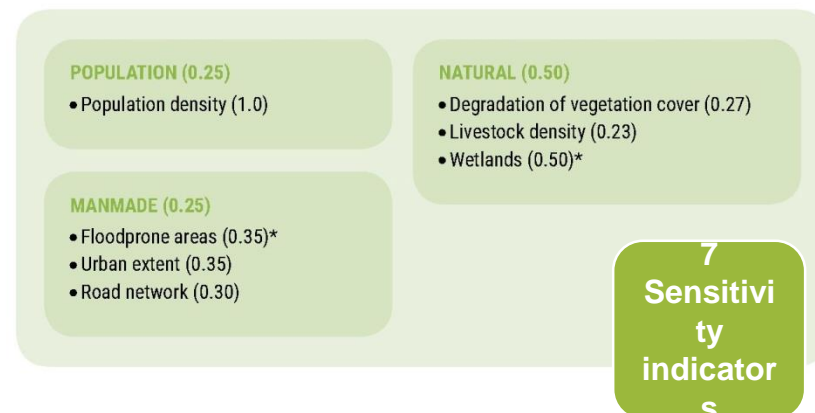 POPULATION (0.25)
• Population density (1.0)
NATURAL (0.50)
• Degradation of vegetation cover (0.27)
• Livestock density (0.23)
• Wetlands (0.50)*
MANMADE (0.25)
• Floodprone areas (0.35)*
• Urban extent (0.35)
• Road network (0.30)
7
Sensitivi
ty
indicator
s